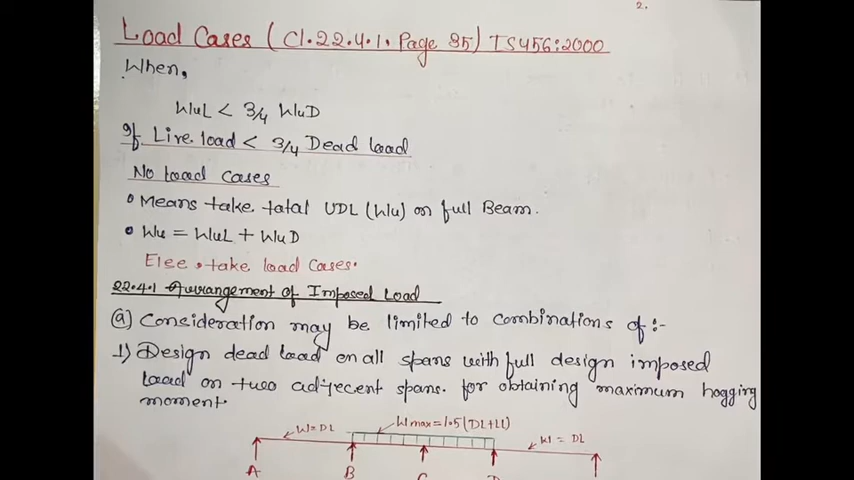 2.
Load Cases (Cl.22.4.1. Page 35) IS456:2000
When,
WuL < 3/4 WuD
If Live load < 3/4 Dead load
No load cases
• Means take total UDL (Wu) on full Beam.
• Wu = WuL + WuD
Else, take load cases.
22.4.1 Arrangement of Imposed Load
(a) Consideration may be limited to combinations of :-
1) Design dead load on all spans with full design imposed
load on two adjecent spans. for obtaining maximum hogging
moment.
W=DL Wmax=1.5(DL+LL) W = DL
A B C D